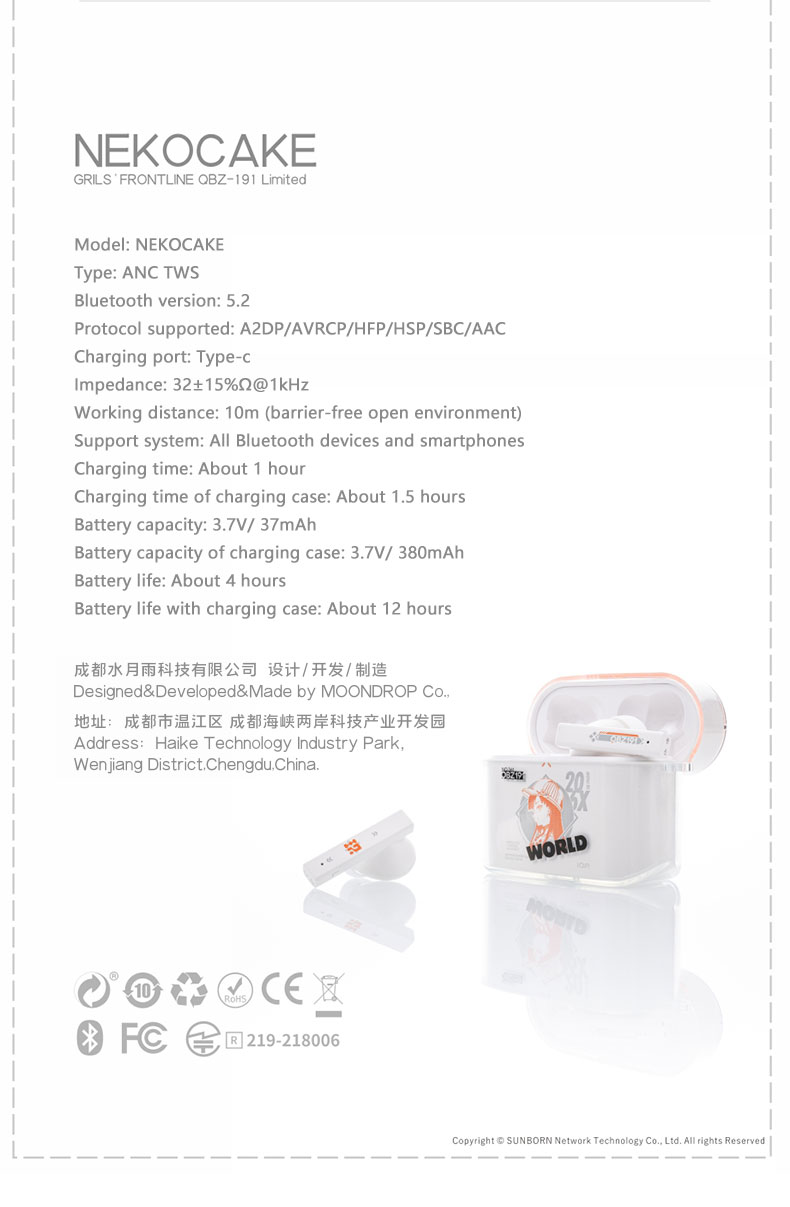 NEKOCAKE
GRILS'FRONTLINE QBZ-191 Limited
Model: NEKOCAKE
Type: ANC TWS
Bluetooth version: 5.2
Protocol supported: A2DP/AVRCP/HFP/HSP/SBC/AAC
Charging port: Type-c
Impedance: 32±15%Ω@1kHz
Working distance: 10m (barrier-free open environment)
Support system: All Bluetooth devices and smartphones
Charging time: About 1 hour
Charging time of charging case: About 1.5 hours
Battery capacity: 3.7V/ 37mAh
Battery capacity of charging case: 3.7V/ 380mAh
Battery life: About 4 hours
Battery life with charging case: About 12 hours
成都水月雨科技有限公司 设计/开发/制造
Designed&Developed&Made by MOONDROP Co.,
地址: 成都市温江区 成都海峡两岸科技产业开发园
Address: Haike Technology Industry Park,
Wenjiang District.Chengdu.China.
QBZ191
QBZ191
WORLD
® 10 RoHS CE
FC R 219-218006
Copyright © SUNBORN Network Technology Co., Ltd. All rights Reserved